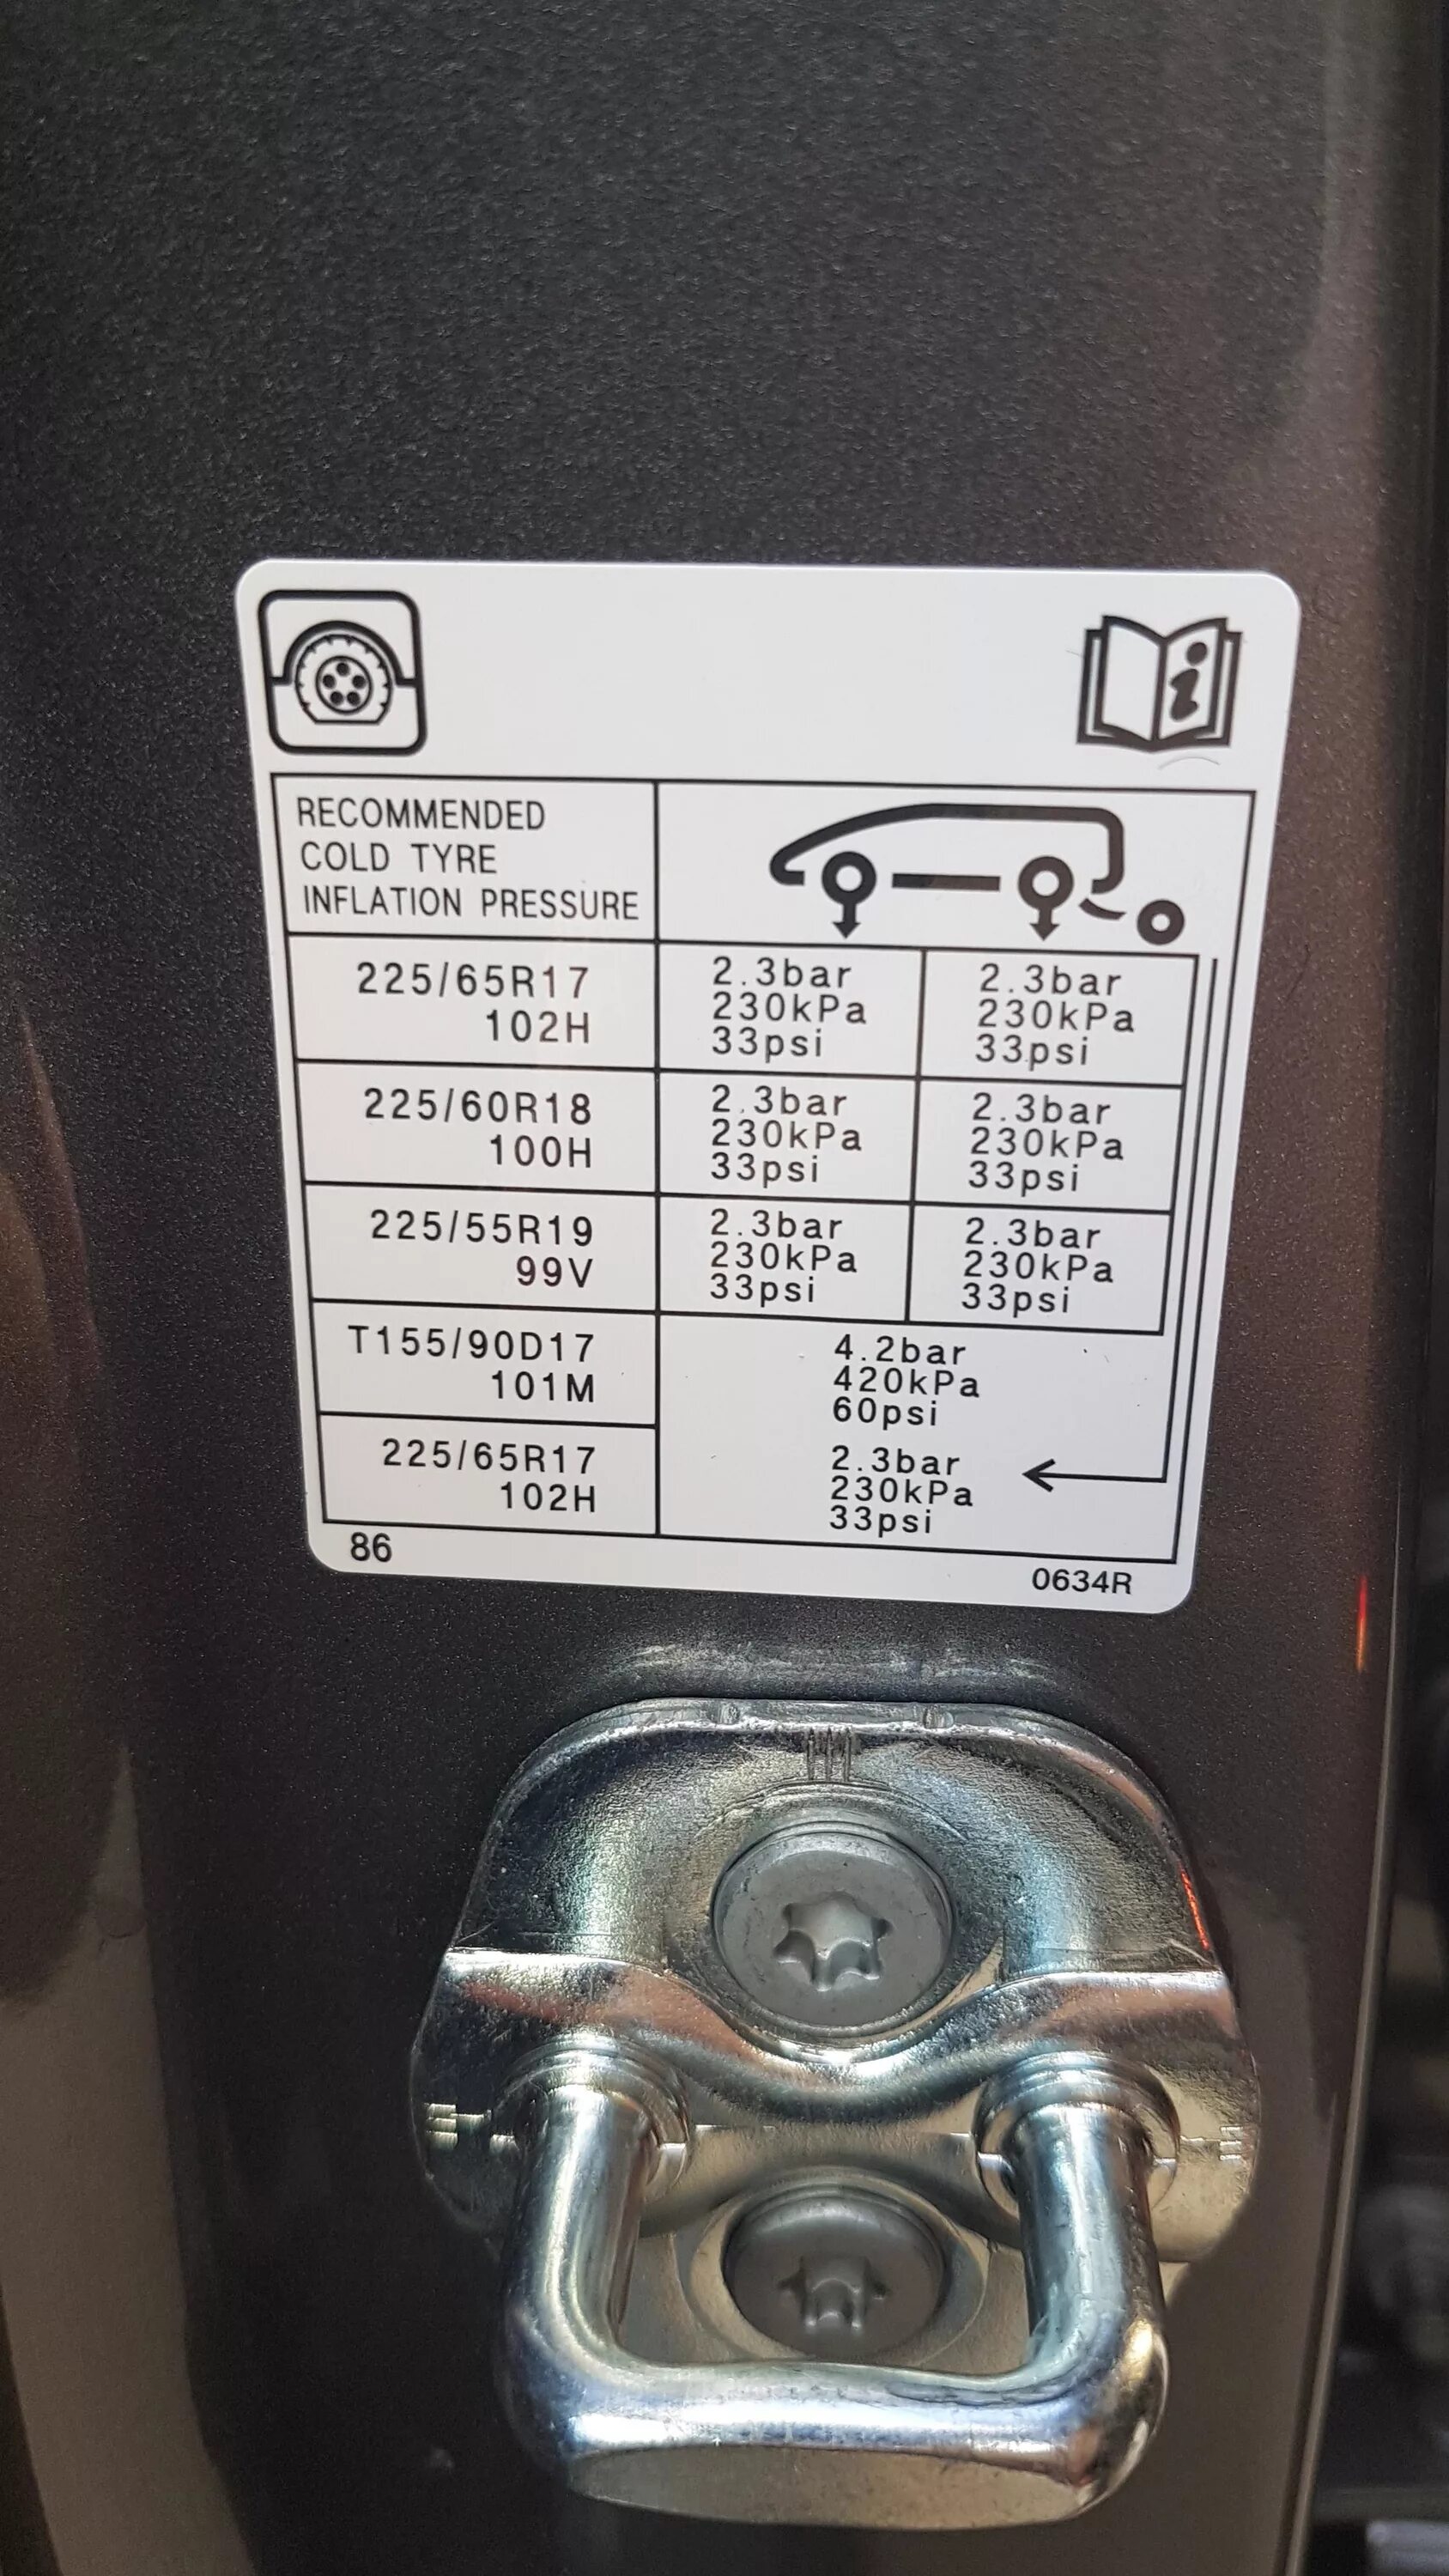 RECOMMENDED
COLD TYRE
INFLATION PRESSURE
225/65R17
102H
2.3bar
230kPa
33psi
2.3bar
230kPa
33psi
225/60R18
100H
2.3bar
230kPa
33psi
2.3bar
230kPa
33psi
225/55R19
99V
2.3bar
230kPa
33psi
2.3bar
230kPa
33psi
T155/90D17
101M
4.2bar
420kPa
60psi
225/65R17
102H
2.3bar
230kPa
33psi
86
0634R